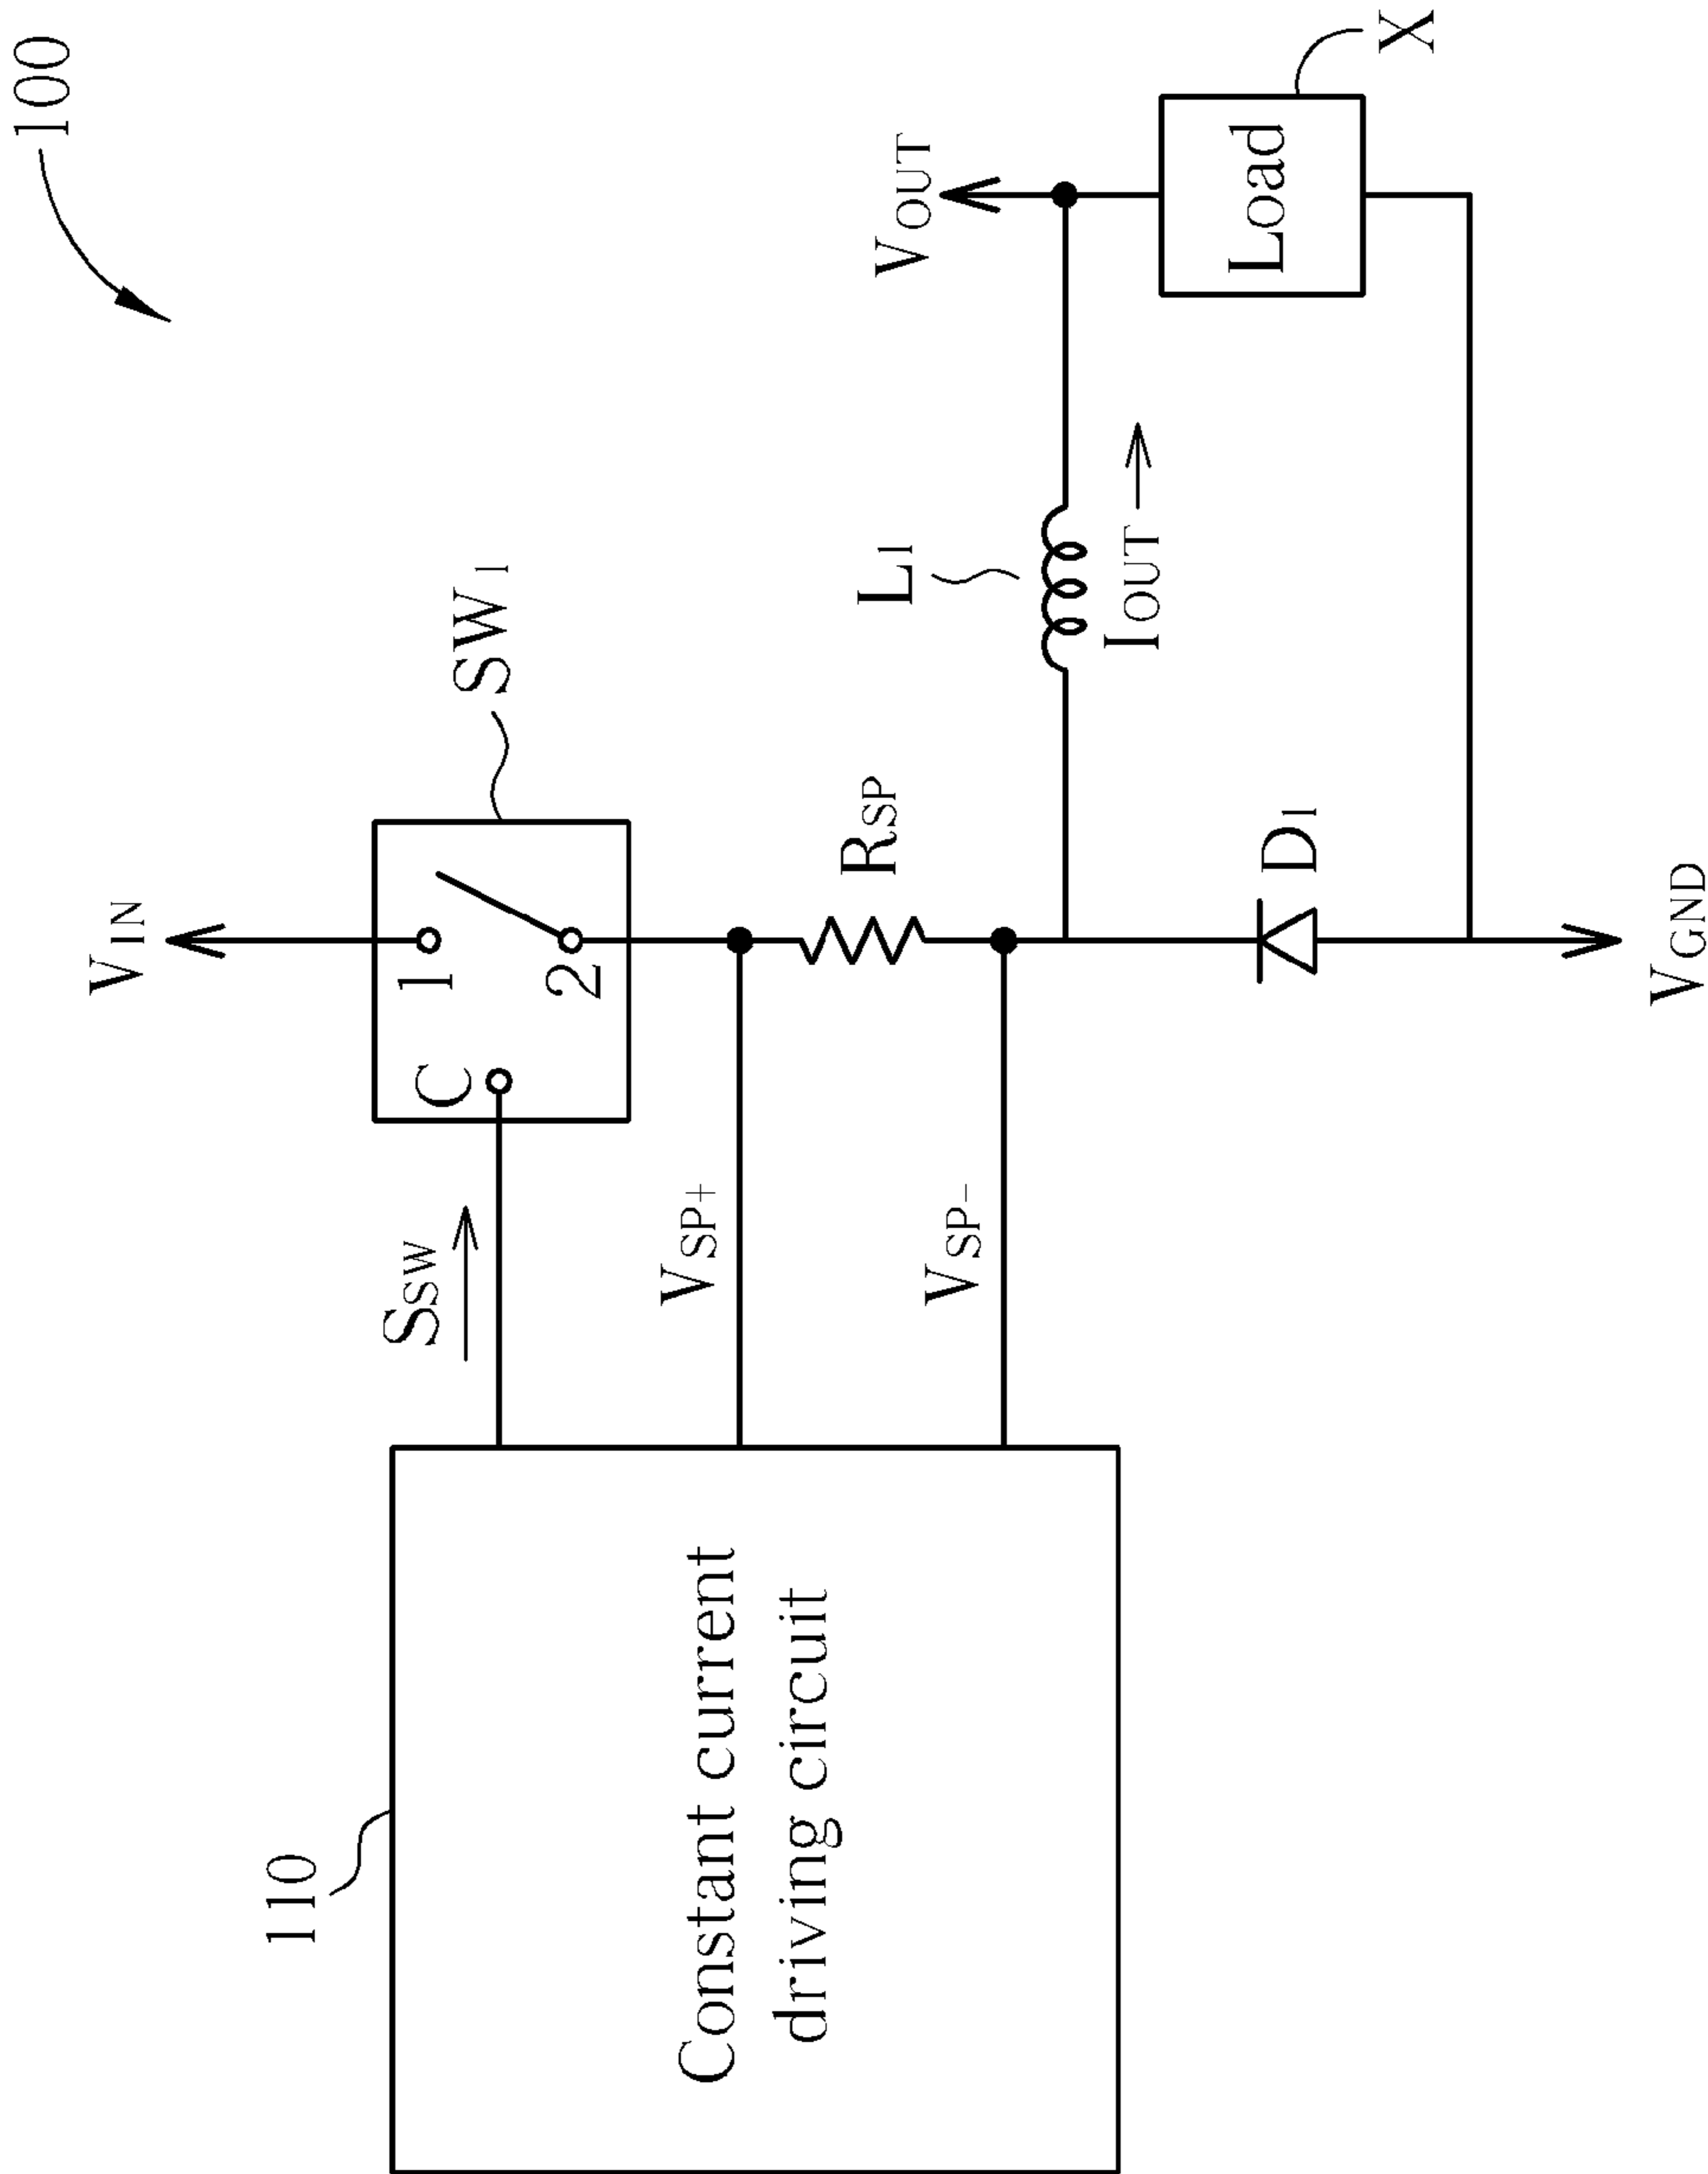 100
110
Constant current
driving circuit
SSW
VSP+
VSP-
VIN
C
1
2
SW1
RSP
L1
IOUT
D1
VOUT
Load
X
VGND